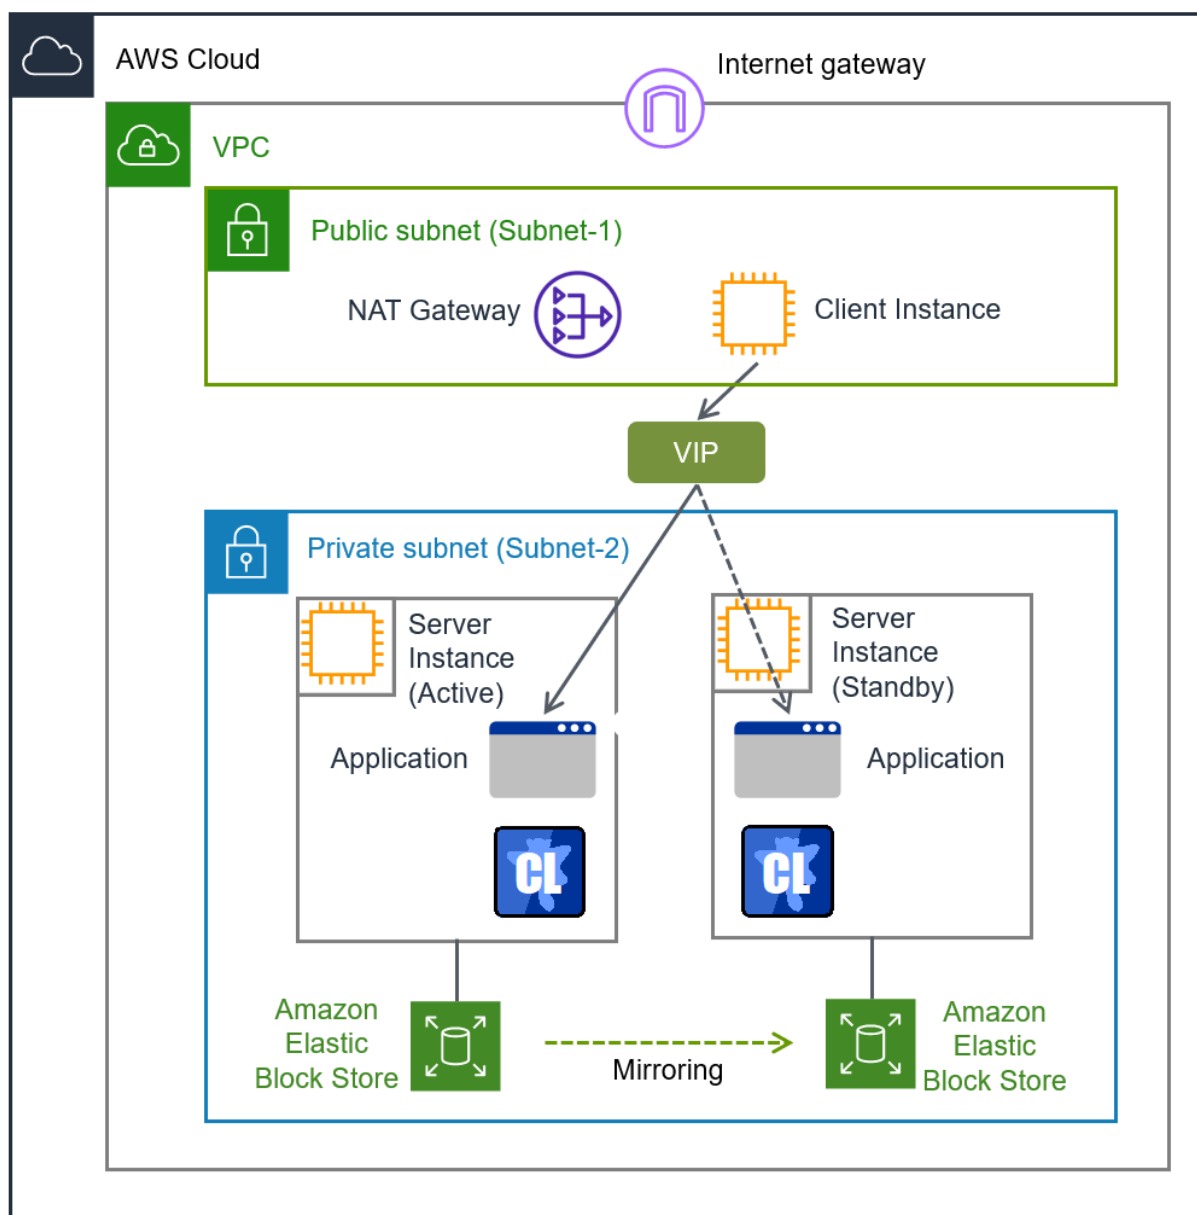 AWS Cloud
Internet gateway
VPC
Public subnet (Subnet-1)
NAT Gateway
Client Instance
VIP
Private subnet (Subnet-2)
Server
Instance
(Active)
Server
Instance
(Standby)
Application
Application
CL
CL
Amazon
Elastic
Block Store
Mirroring
Amazon
Elastic
Block Store